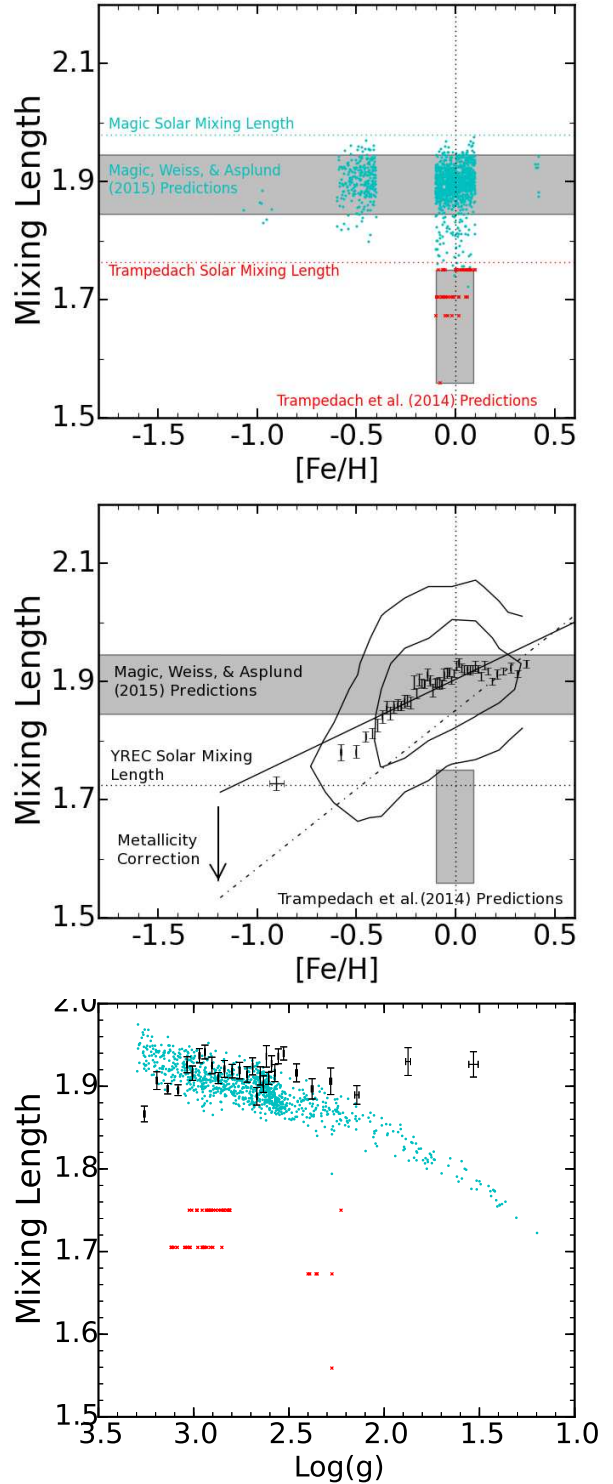 2.1
Magic Solar Mixing Length
Magic, Weiss, & Asplund
(2015) Predictions
1.9
Trampedach Solar Mixing Length
1.7
Trampedach et al.(2014) Predictions
1.5
Mixing Length
-1.5 -1.0 -0.5 0.0 0.5
[Fe/H]
2.1
1.9
Magic, Weiss, & Asplund
(2015) Predictions
YREC Solar Mixing
Length
1.7
Metallicity
Correction
Trampedach et al.(2014) Predictions
1.5
Mixing Length
-1.5 -1.0 -0.5 0.0 0.5
[Fe/H]
2.0
1.9
1.8
1.7
1.6
1.5
Mixing Length
3.5 3.0 2.5 2.0 1.5 1.0
Log(g)